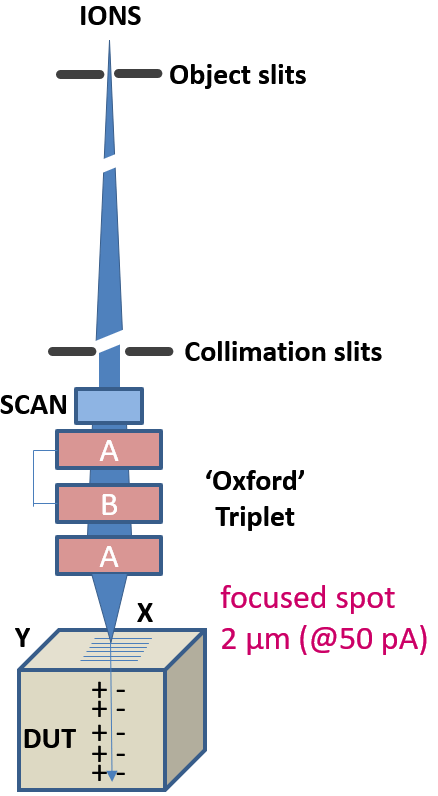 IONS
Object slits
Collimation slits
SCAN
A
B
A
‘Oxford’
Triplet
focused spot
2 µm (@50 pA)
X
Y
DUT
+ -
+ -
+ -
+ -
+ -